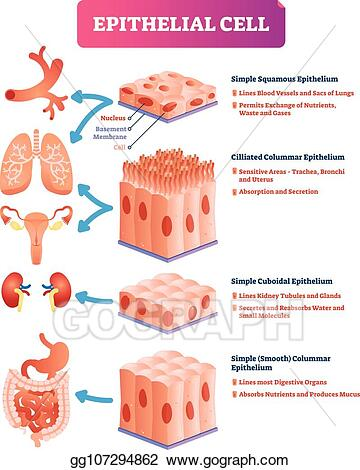 EPITHELIAL CELL
Simple Squamous Epithelium
Lines Blood Vessels and Sacs of Lungs
Permits Exchange of Nutrients,
Waste and Gases
Nucleus
Basement
Membrane
Cell
Cilliated Colummar Epithelium
Sensitive Areas - Trachea, Bronchi
and Uterus
Absorption and Secretion
Simple Cuboidal Epithelium
Lines Kidney Tubules and Glands
Secretes and Reabsorbs Water and
Small Molecules
Simple (Smooth) Colummar
Epithelium
Lines most Digestive Organs
Absorbs Nutrients and Produces Mucus
GRAPHPORT
gg107294862
www.gograph.com